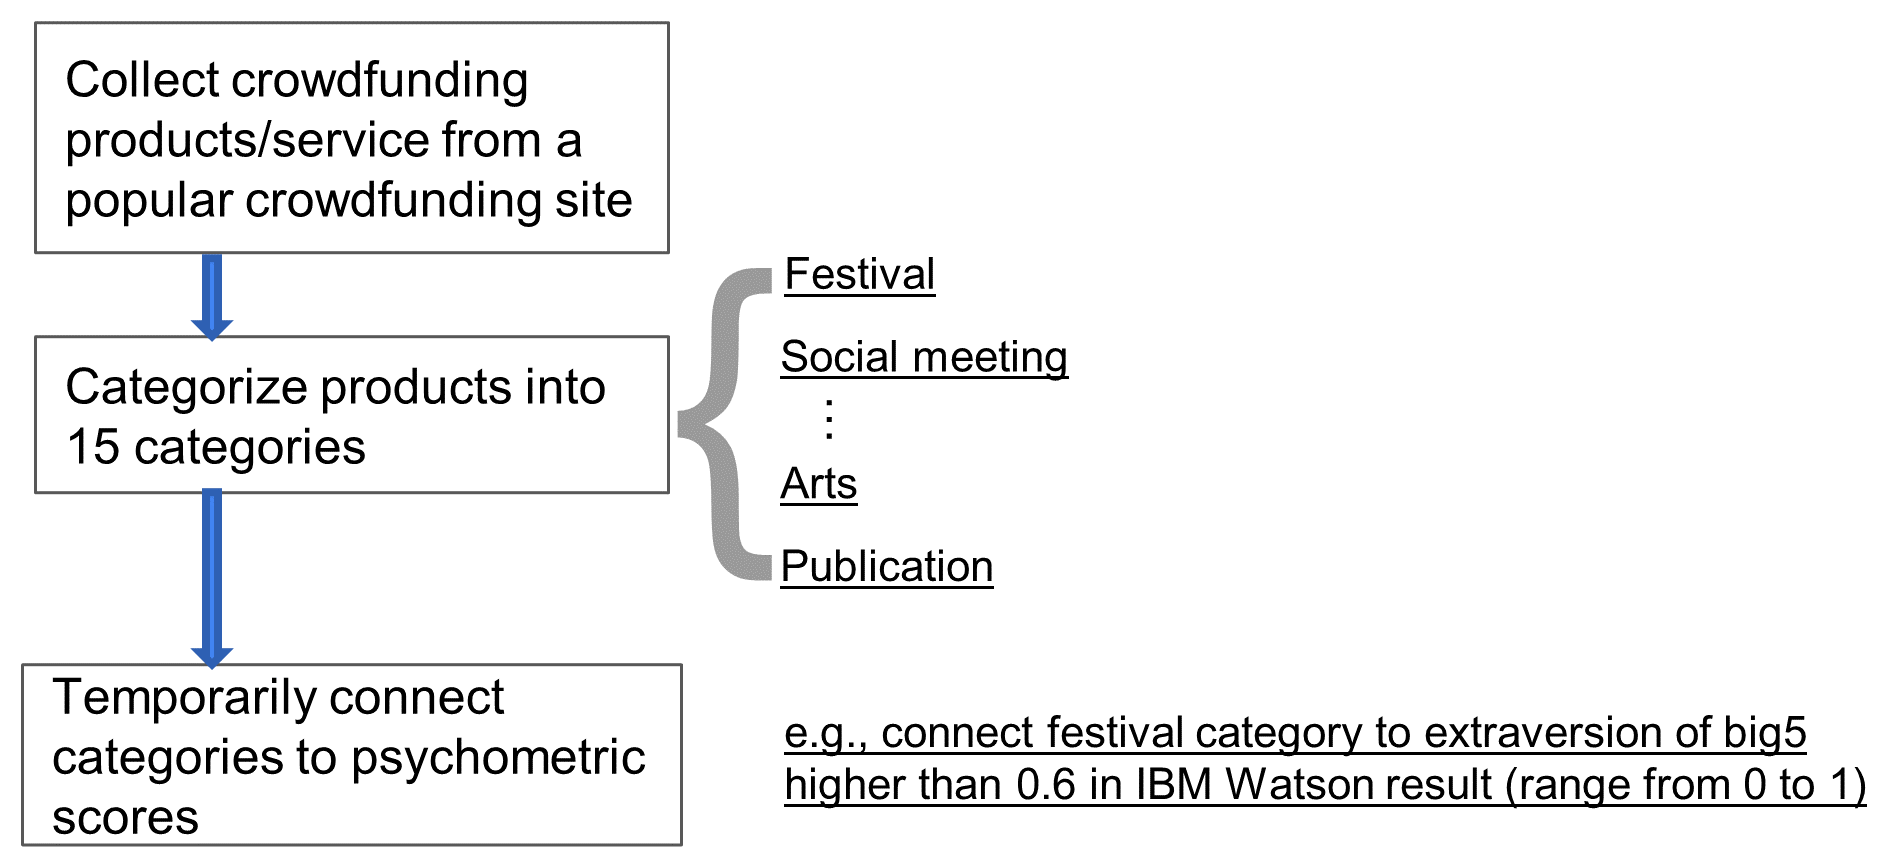 Collect crowdfunding
products/service from a
popular crowdfunding site
Festival
Social meeting
⋮
Categorize products into
15 categories
Arts
Publication
Temporarily connect
categories to psychometric
scores
e.g., connect festival category to extraversion of big5
higher than 0.6 in IBM Watson result (range from 0 to 1)